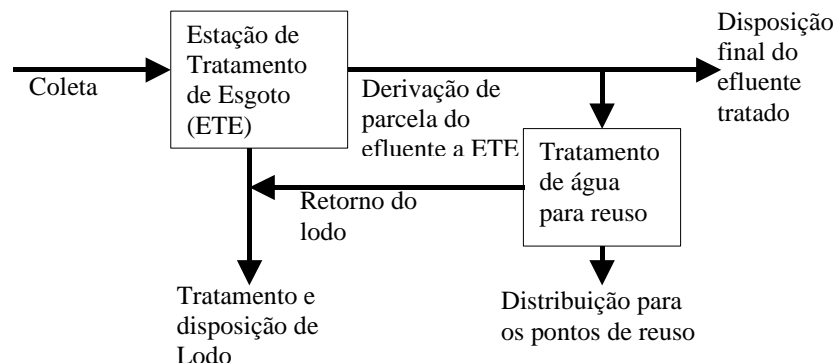 Coleta
Estação de
Tratamento
de Esgoto
(ETE)
Derivação de
parcela do
efluente a ETE
Disposição
final do
efluente
tratado
Tratamento
de água
para reuso
Retorno do
lodo
Tratamento e
disposição de
Lodo
Distribuição para
os pontos de reuso